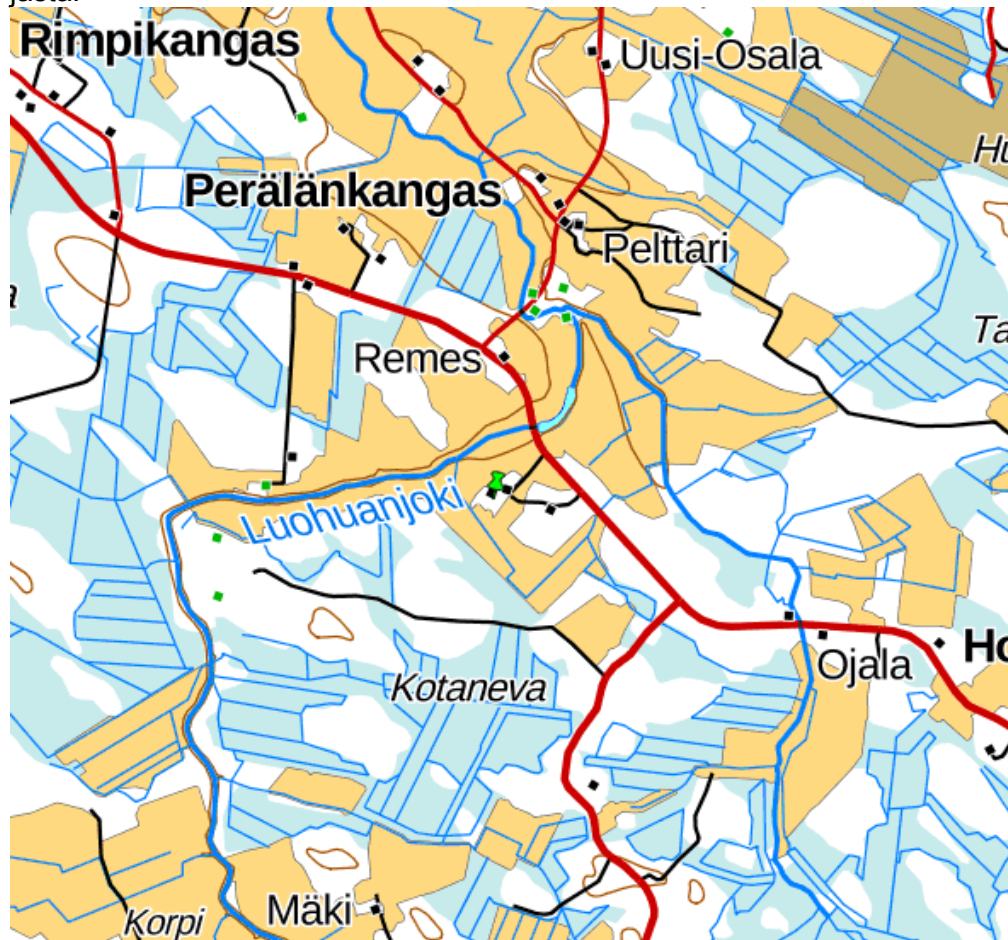 Rimpikangas
Uusi-Osala
Perälänkangas
Pelttari
Remes
Luohuanjoki
Kotaneva
Ojala
Mäki
Korpi